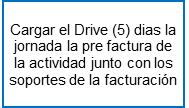 Cargar el Drive (5) dias la
jornada la pre factura de
la actividad junto con los
soportes de la facturación